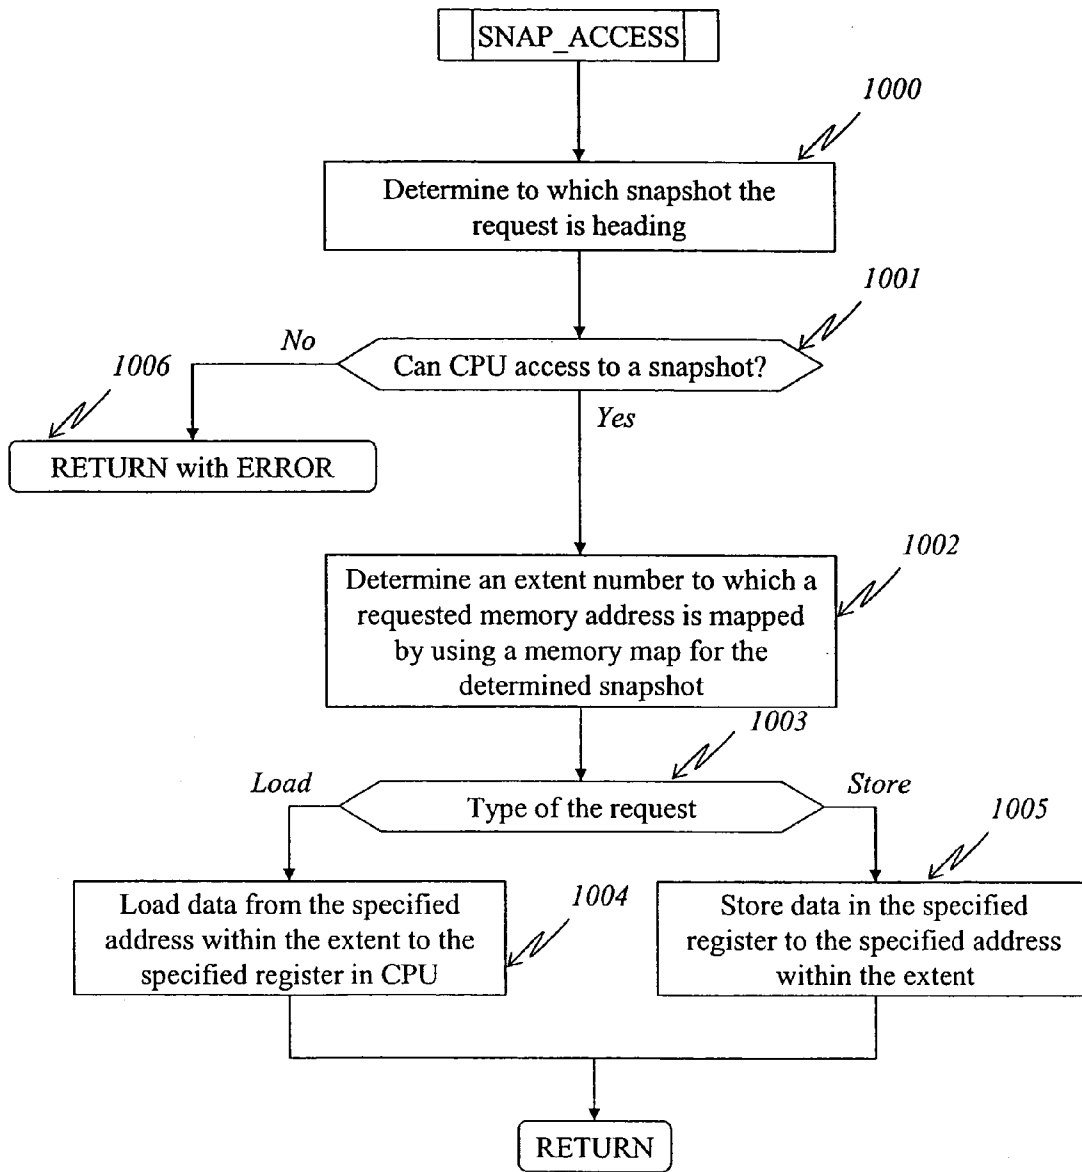 SNAP_ACCESS
1000
Determine to which snapshot the
request is heading
1001
No
Can CPU access to a snapshot?
1006
Yes
RETURN with ERROR
1002
Determine an extent number to which a
requested memory address is mapped
by using a memory map for the
determined snapshot
1003
Load
Store
Type of the request
1005
Load data from the specified
address within the extent to the
specified register in CPU
1004
Store data in the specified
register to the specified address
within the extent
RETURN